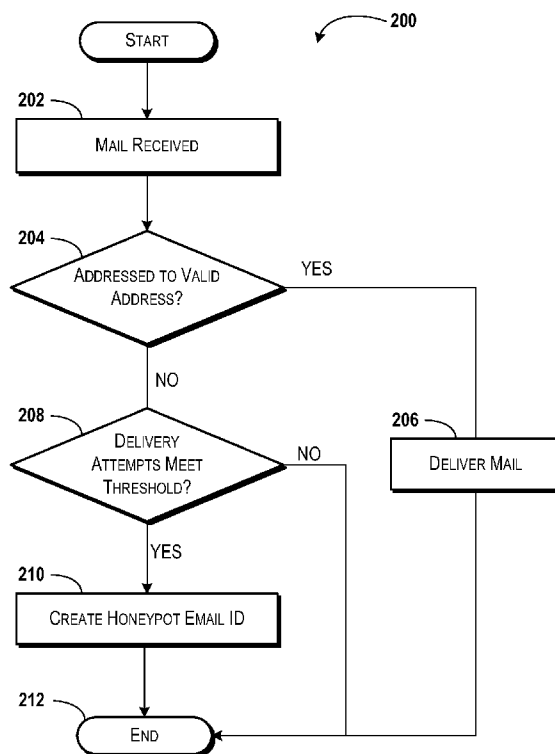 START
200
202
MAIL RECEIVED
204
ADDRESSED TO VALID
ADDRESS?
YES
NO
208
DELIVERY
ATTEMPTS MEET
THRESHOLD?
NO
206
DELIVER MAIL
YES
210
CREATE HONEYPOT EMAIL ID
212
END